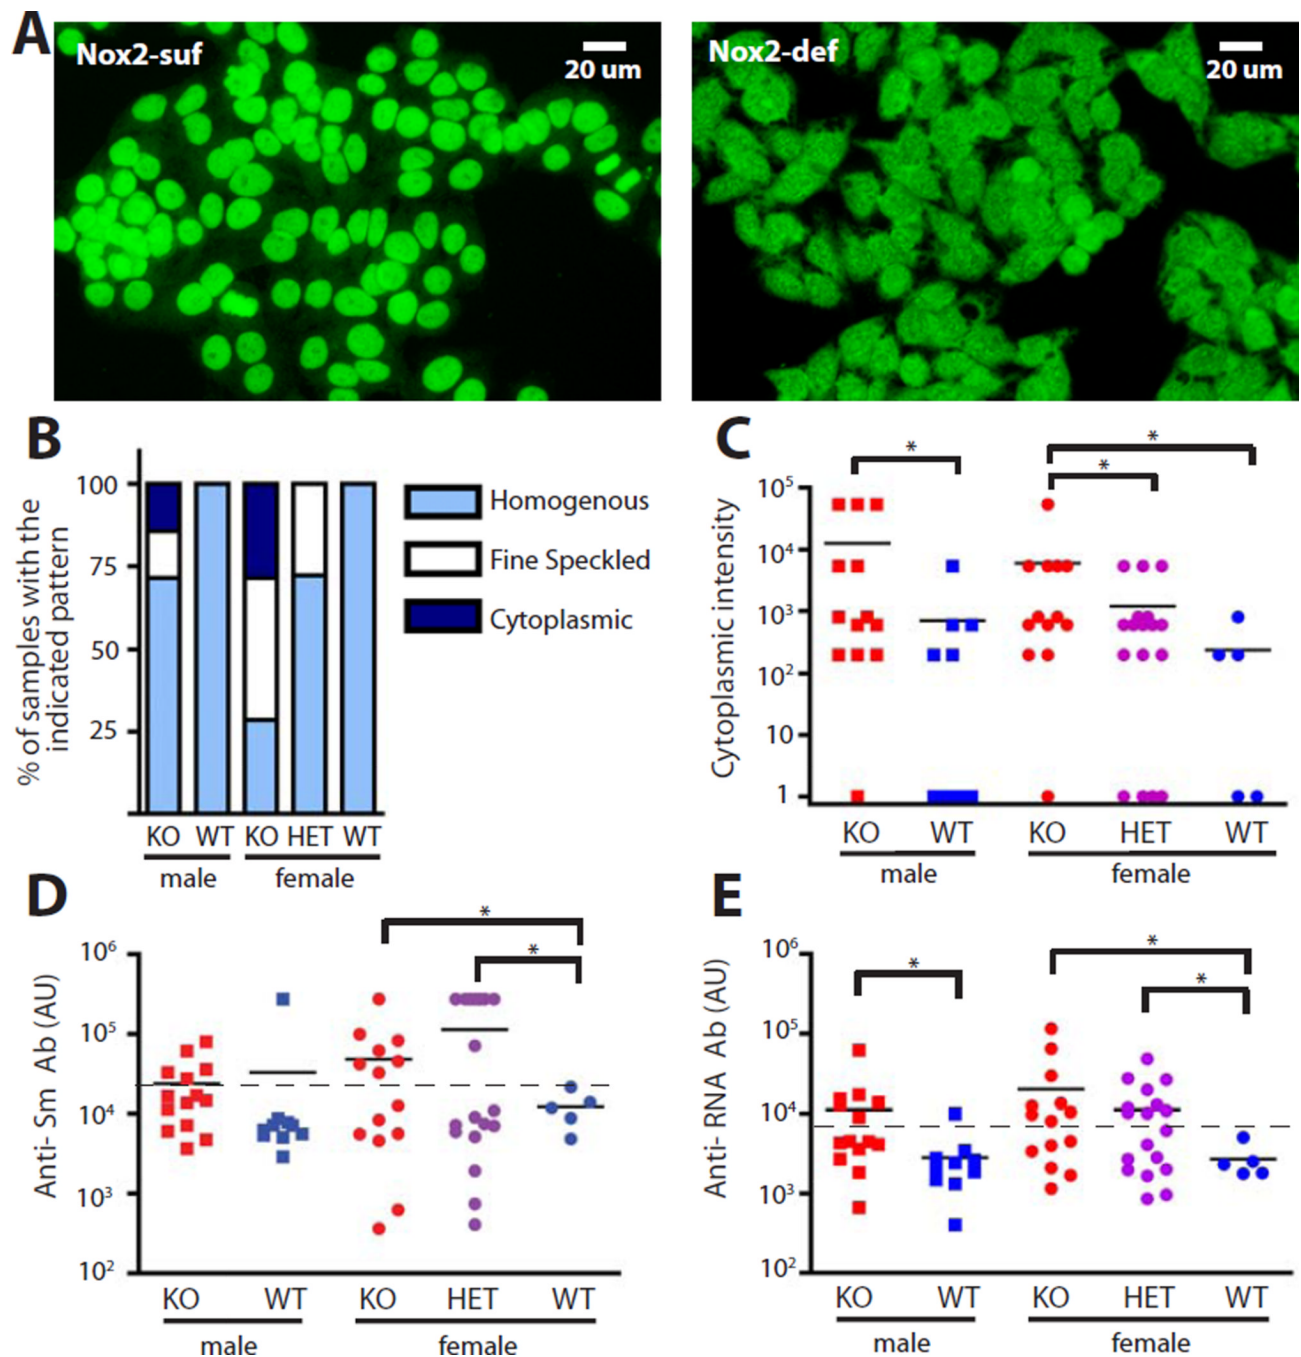 A
Nox2-suf
20 um
Nox2-def
20 um
B
% of samples with the
indicated pattern
100
75
50
25
KO WT KO HET WT
male female
Homogenous
Fine Speckled
Cytoplasmic
C
Cytoplasmic intensity
10⁵
10⁴
10³
10²
10
1
* * *
KO WT KO HET WT
male female
D
Anti- Sm Ab (AU)
10⁶
10⁵
10⁴
10³
10²
* *
KO WT KO HET WT
male female
E
Anti- RNA Ab (AU)
10⁶
10⁵
10⁴
10³
10²
* * *
KO WT KO HET WT
male female